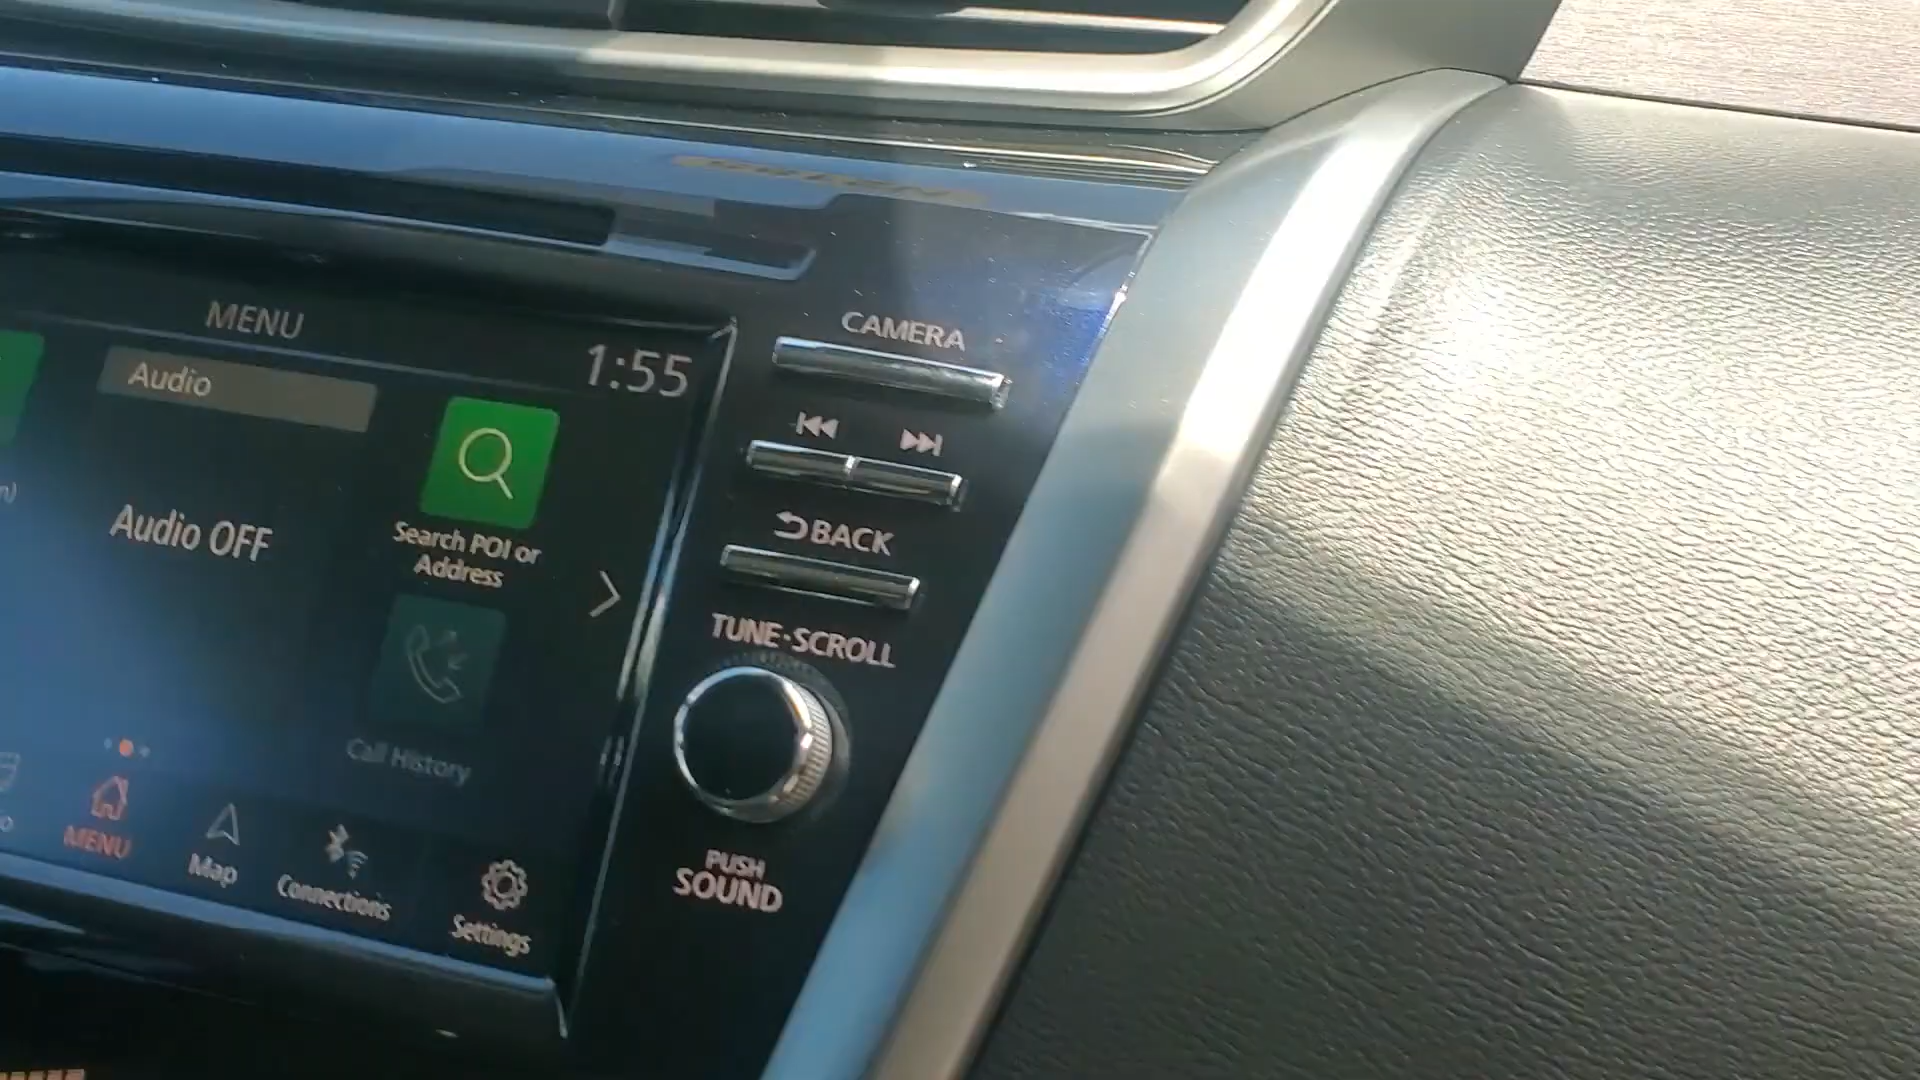 MENU
1:55
Audio
Audio OFF
Search POI or
Address
Call History
MENU
Map
Connections
Settings
CAMERA
BACK
TUNE·SCROLL
PUSH
SOUND